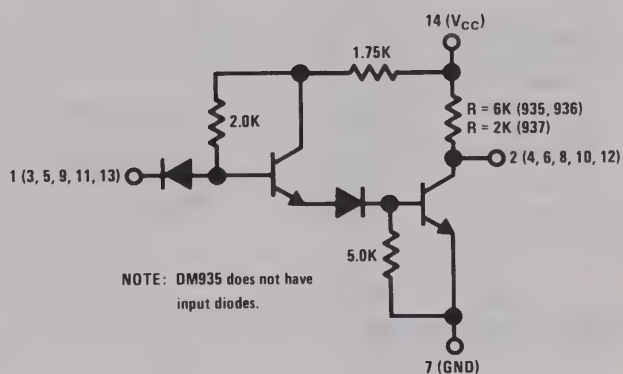 14 (VCC)
1.75K
R = 6K (935, 936)
R = 2K (937)
2.0K
1 (3, 5, 9, 11, 13)
2 (4, 6, 8, 10, 12)
5.0K
NOTE: DM935 does not have
input diodes.
7 (GND)